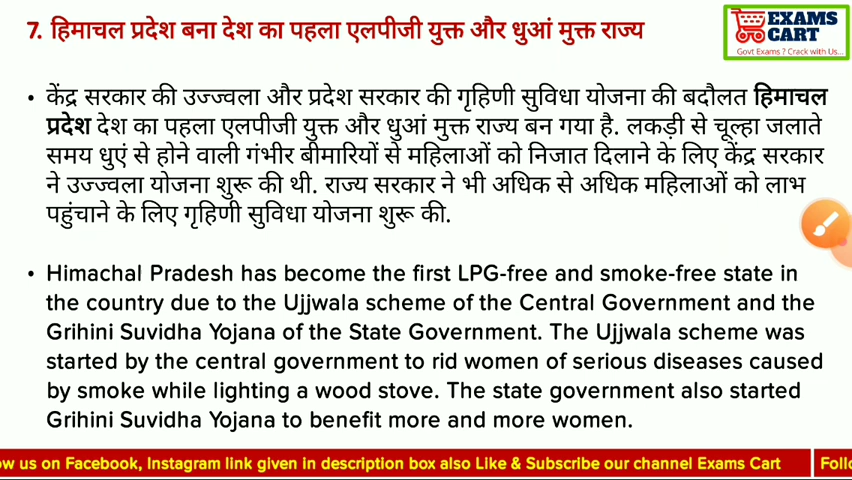 7. हिमाचल प्रदेश बना देश का पहला एलपीजी युक्त और धुआं मुक्त राज्य
EXAMS
CART
Govt Exams ? Crack with Us...
• केंद्र सरकार की उज्ज्वला और प्रदेश सरकार की गृहिणी सुविधा योजना की बदौलत हिमाचल
प्रदेश देश का पहला एलपीजी युक्त और धुआं मुक्त राज्य बन गया है. लकड़ी से चूल्हा जलाते
समय धुएं से होने वाली गंभीर बीमारियों से महिलाओं को निजात दिलाने के लिए केंद्र सरकार
ने उज्ज्वला योजना शुरू की थी. राज्य सरकार ने भी अधिक से अधिक महिलाओं को लाभ
पहुंचाने के लिए गृहिणी सुविधा योजना शुरू की.
• Himachal Pradesh has become the first LPG-free and smoke-free state in
the country due to the Ujjwala scheme of the Central Government and the
Grihini Suvidha Yojana of the State Government. The Ujjwala scheme was
started by the central government to rid women of serious diseases caused
by smoke while lighting a wood stove. The state government also started
Grihini Suvidha Yojana to benefit more and more women.
ow us on Facebook, Instagram link given in description box also Like & Subscribe our channel Exams Cart Follo